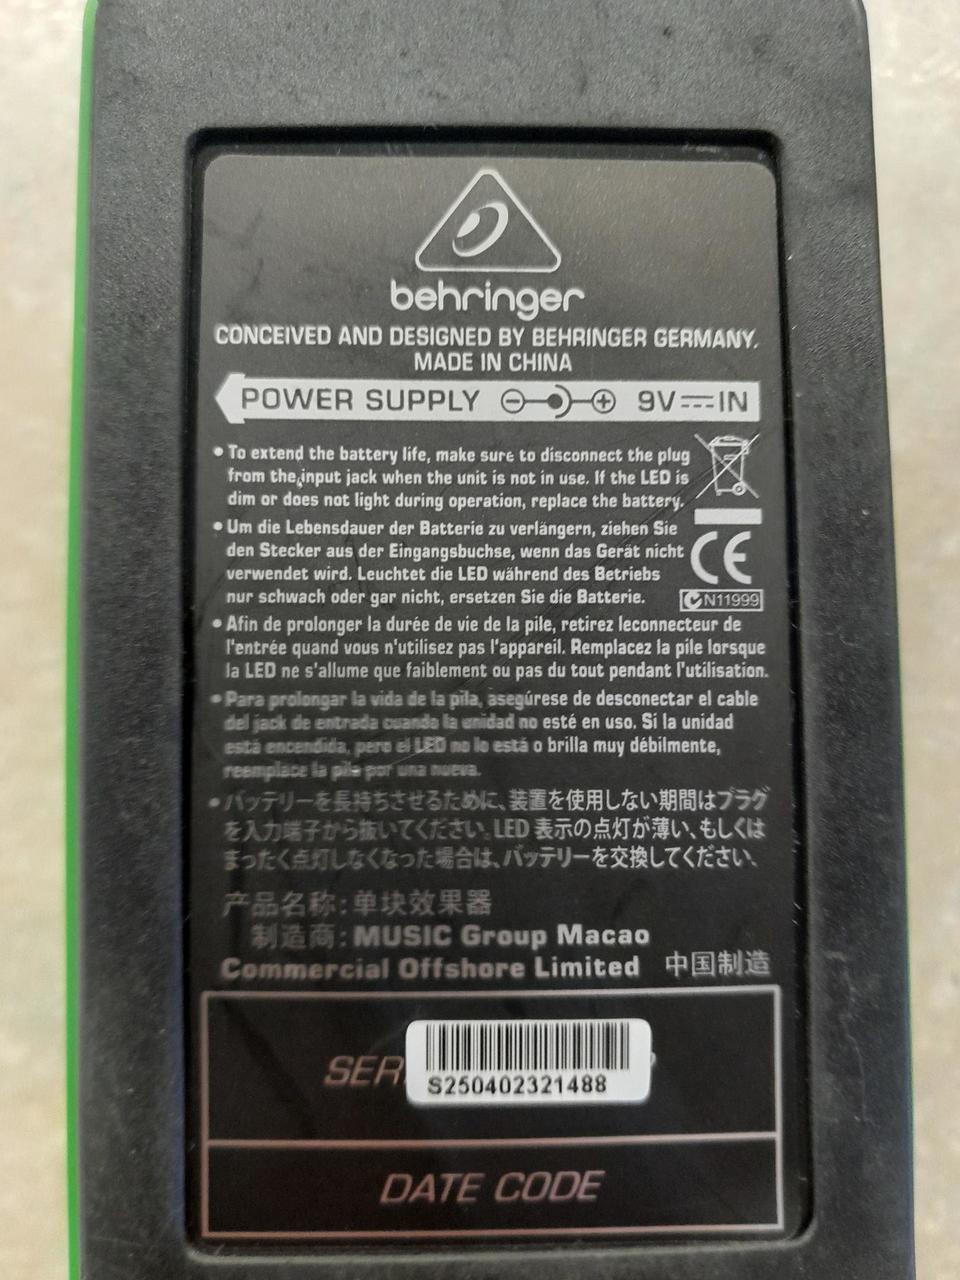 behringer
CONCEIVED AND DESIGNED BY BEHRINGER GERMANY.
MADE IN CHINA
POWER SUPPLY 9V IN
• To extend the battery life, make sure to disconnect the plug
from the input jack when the unit is not in use. If the LED is
dim or does not light during operation, replace the battery.
• Um die Lebensdauer der Batterie zu verlängern, ziehen Sie
den Stecker aus der Eingangsbuchse, wenn das Gerät nicht
verwendet wird. Leuchtet die LED während des Betriebs
nur schwach oder gar nicht, ersetzen Sie die Batterie.
CE
N11999
• Afin de prolonger la durée de vie de la pile, retirez leconnecteur de
l'entrée quand vous n'utilisez pas l'appareil. Remplacez la pile lorsque
la LED ne s'allume que faiblement ou pas du tout pendant l'utilisation.
• Para prolongar la vida de la pila, asegúrese de desconectar el cable
del jack de entrada cuando la unidad no esté en uso. Si la unidad
está encendida, pero el LED no lo está o brilla muy débilmente,
reemplace la pila por una nueva.
• バッテリーを長持ちさせるために、装置を使用しない期間はプラグ
を入力端子から抜いてください. LED 表示の点灯が薄い、もしくは
まったく点灯しなくなった場合は、バッテリーを交換してください、
产品名称: 单块效果器
制造商: MUSIC Group Macao
Commercial Offshore Limited 中国制造
SER
S250402321488
DATE CODE